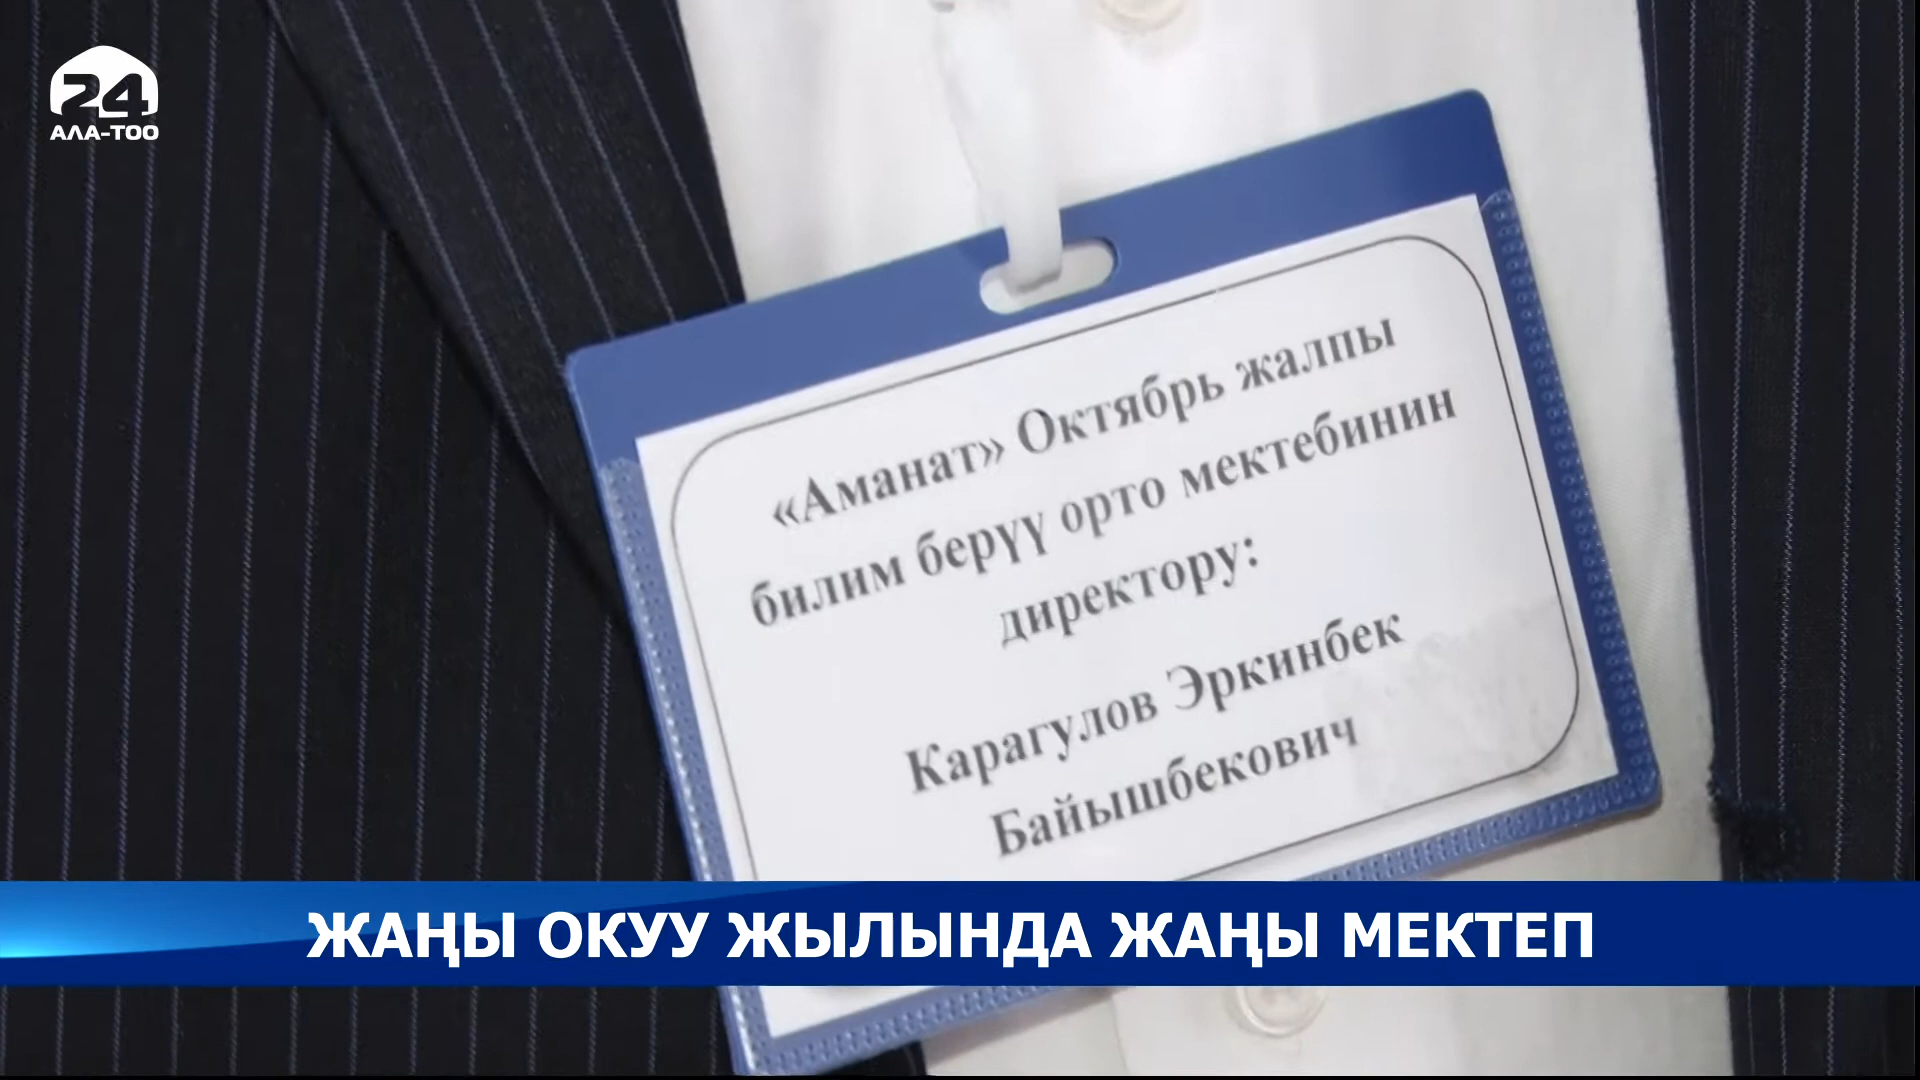 24
АЛА-ТОО
«Аманат» Октябрь жалпы
билим берүү орто мектебинин
директору:
Карагулов Эркинбек
Байышбекович
ЖАҢЫ ОКУУ ЖЫЛЫНДА ЖАҢЫ МЕКТЕП